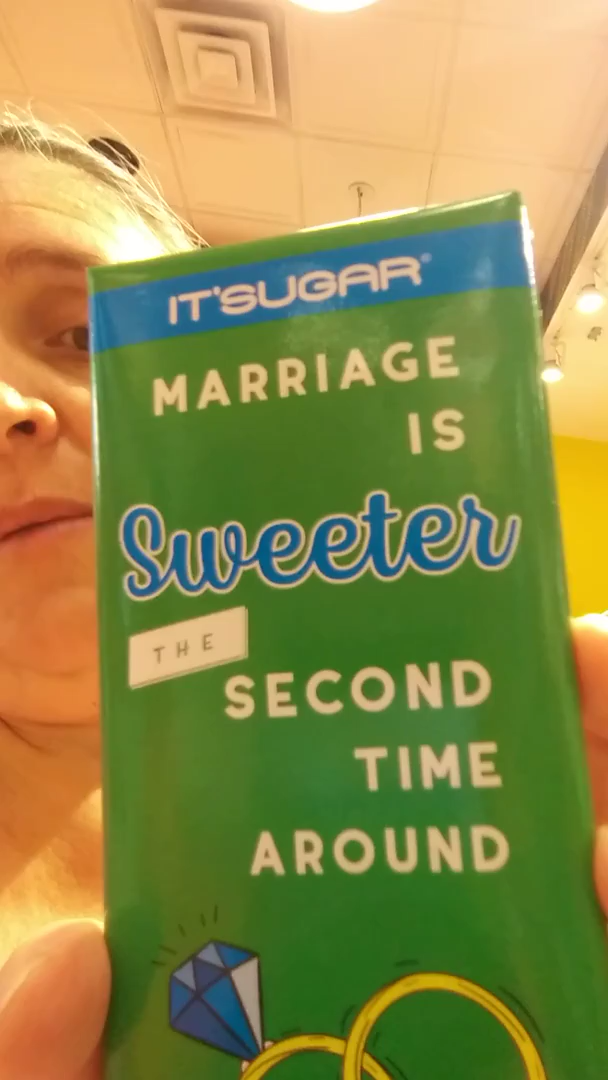 IT'SUGAR®
MARRIAGE
IS
Sweeter
THE
SECOND
TIME
AROUND